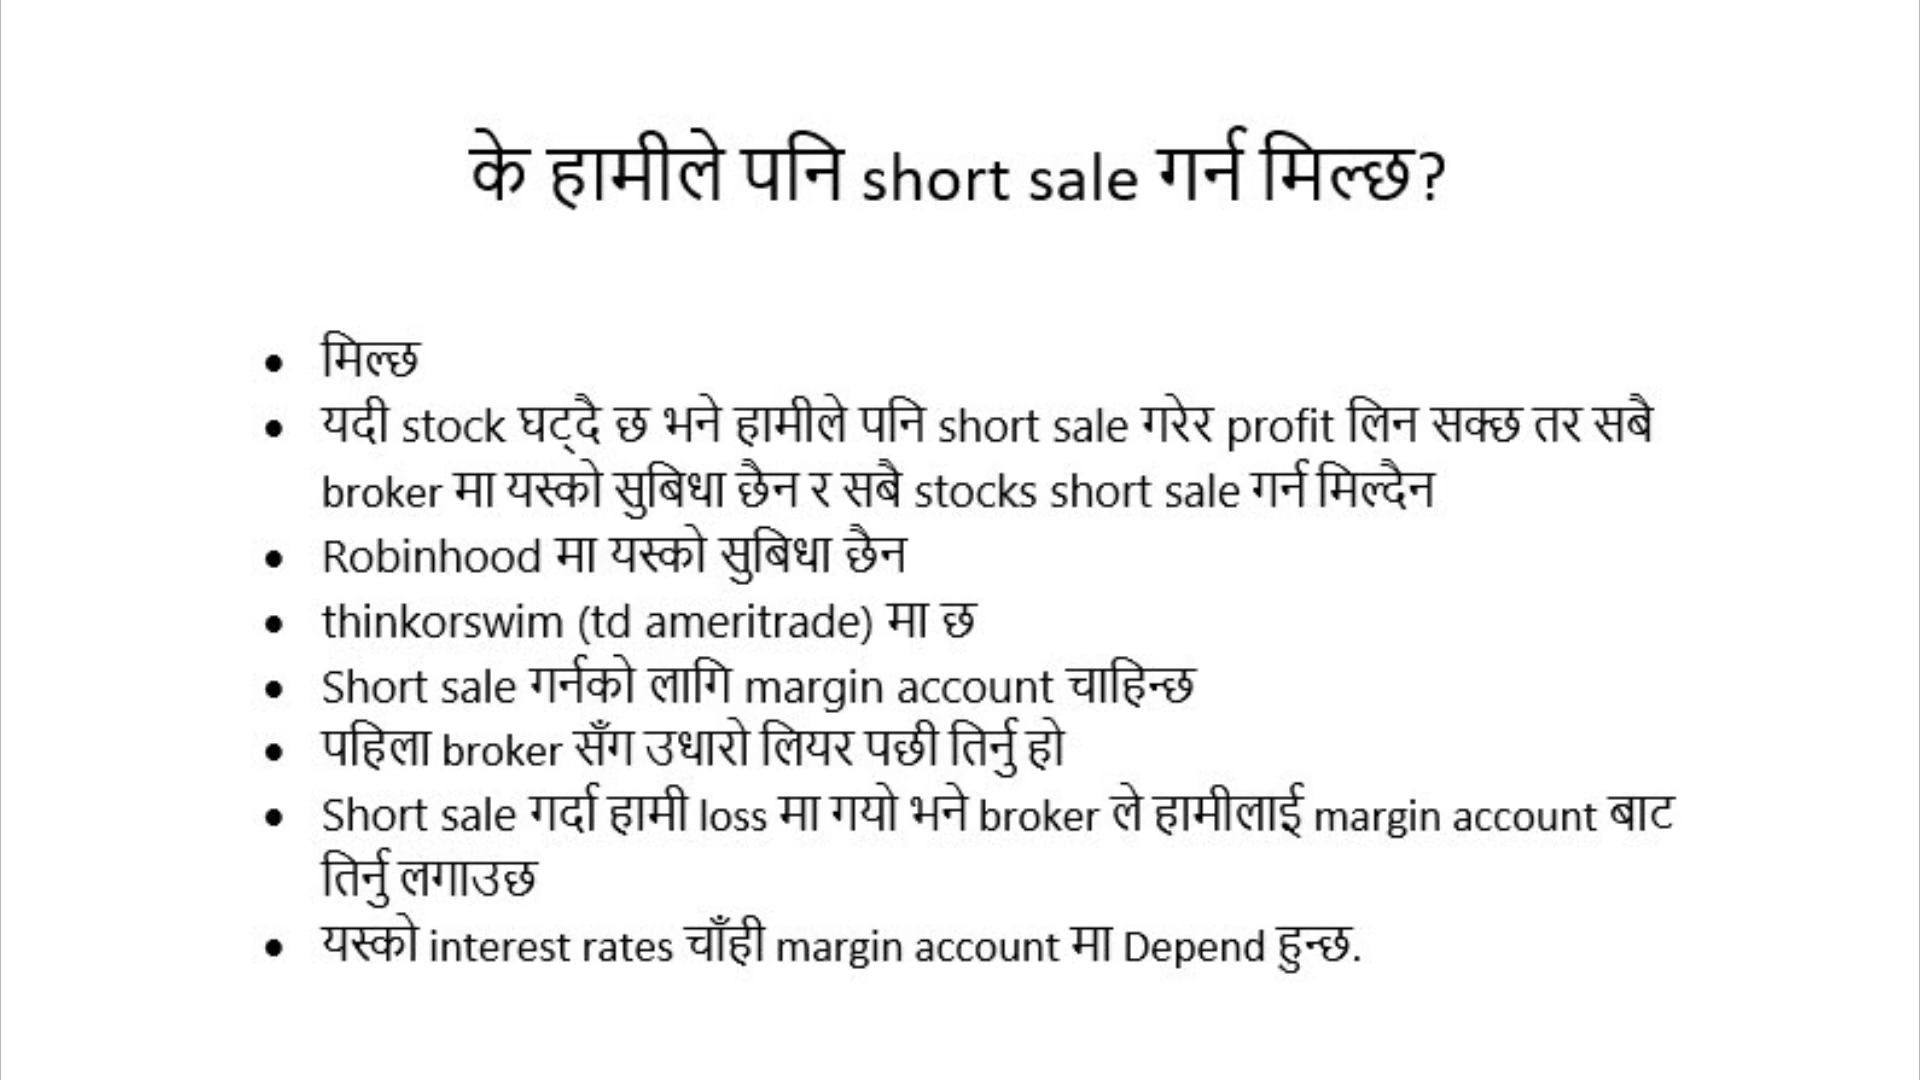 के हामीले पनि short sale गर्न मिल्छ?
• मिल्छ
• यदी stock घट्दै छ भने हामीले पनि short sale गरेर profit लिन सक्छ तर सबै
broker मा यस्को सुबिधा छैन र सबै stocks short sale गर्न मिल्दैन
• Robinhood मा यस्को सुबिधा छैन
• thinkorswim (td ameritrade) मा छ
• Short sale गर्नको लागि margin account चाहिन्छ
• पहिला broker सँग उधारो लियर पछी तिर्नु हो
• Short sale गर्दा हामी loss मा गयो भने broker ले हामीलाई margin account बाट
तिर्नु लगाउछ
• यस्को interest rates चाँही margin account मा Depend हुन्छ.